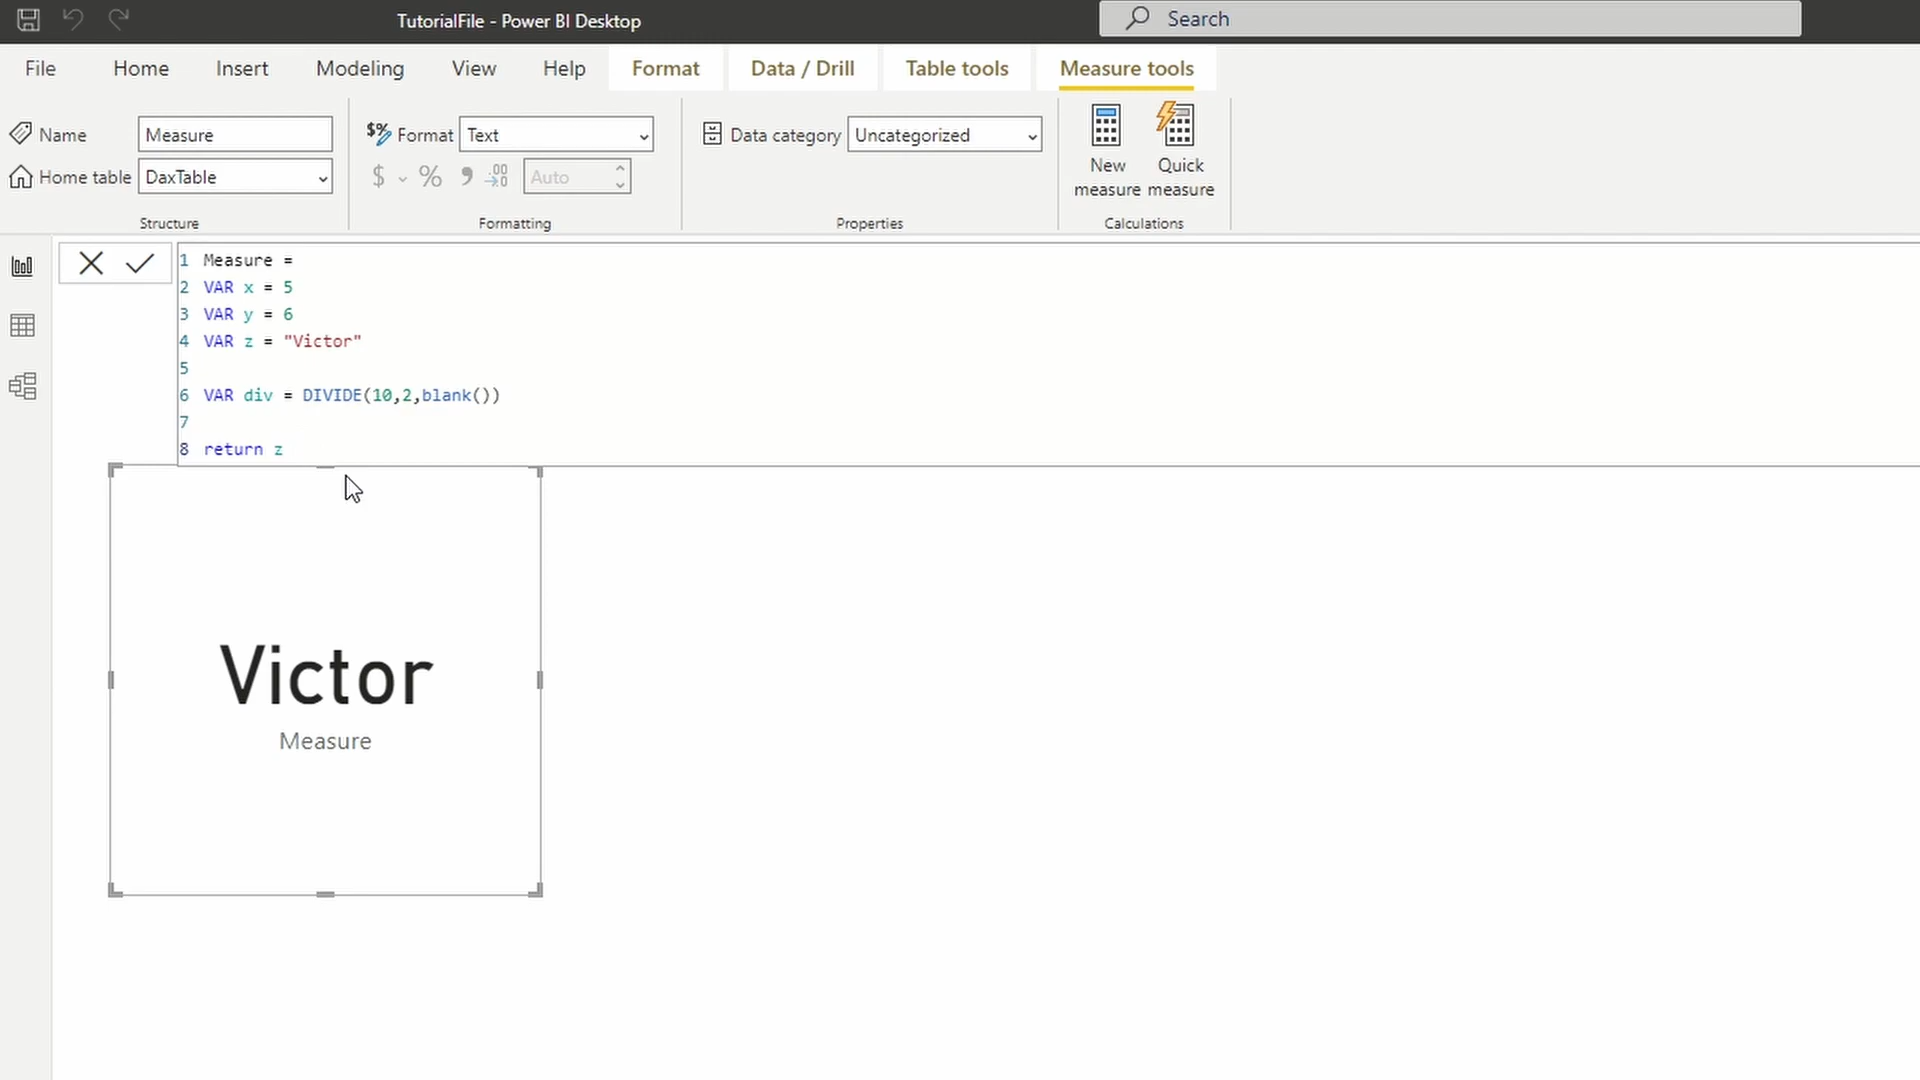 TutorialFile - Power BI Desktop
Search
File Home Insert Modeling View Help Format Data / Drill Table tools Measure tools
Name Measure
Format Text
Data category Uncategorized
New measure
Quick measure
Home table DaxTable
$ % 9 .00 →.0 Auto
Structure Formatting Properties Calculations
1 Measure =
2 VAR x = 5
3 VAR y = 6
4 VAR z = "Victor"
5
6 VAR div = DIVIDE(10,2,blank())
7
8 return z
Victor
Measure